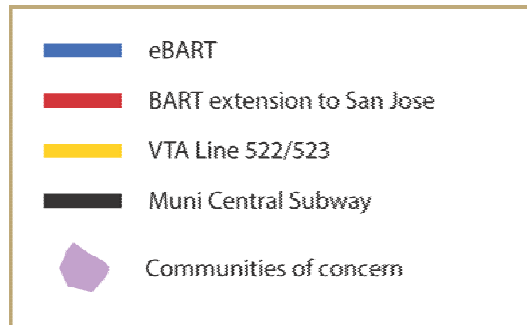 eBART
BART extension to San Jose
VTA Line 522/523
Muni Central Subway
Communities of concern